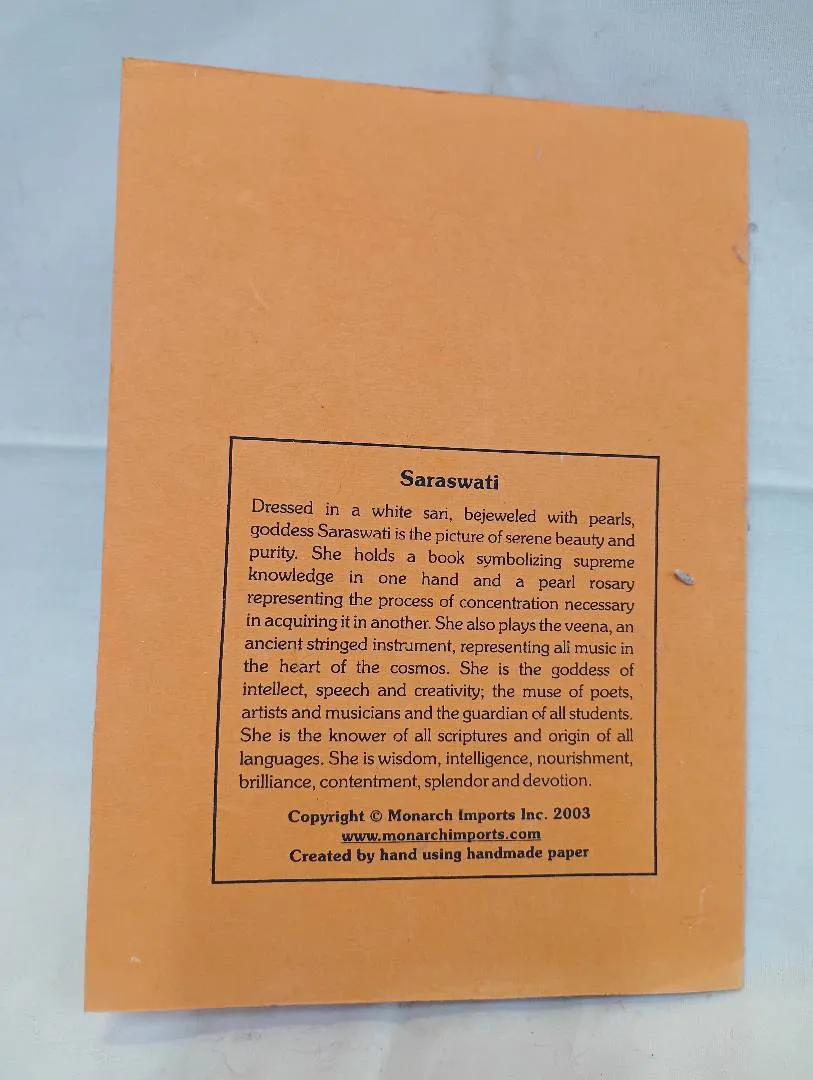 Saraswati
Dressed in a white sari, bejeweled with pearls,
goddess Saraswati is the picture of serene beauty and
purity. She holds a book symbolizing supreme
knowledge in one hand and a pearl rosary
representing the process of concentration necessary
in acquiring it in another. She also plays the veena, an
ancient stringed instrument, representing all music in
the heart of the cosmos. She is the goddess of
intellect, speech and creativity; the muse of poets,
artists and musicians and the guardian of all students.
She is the knower of all scriptures and origin of all
languages. She is wisdom, intelligence, nourishment,
brilliance, contentment, splendor and devotion.
Copyright © Monarch Imports Inc. 2003
www.monarchimports.com
Created by hand using handmade paper